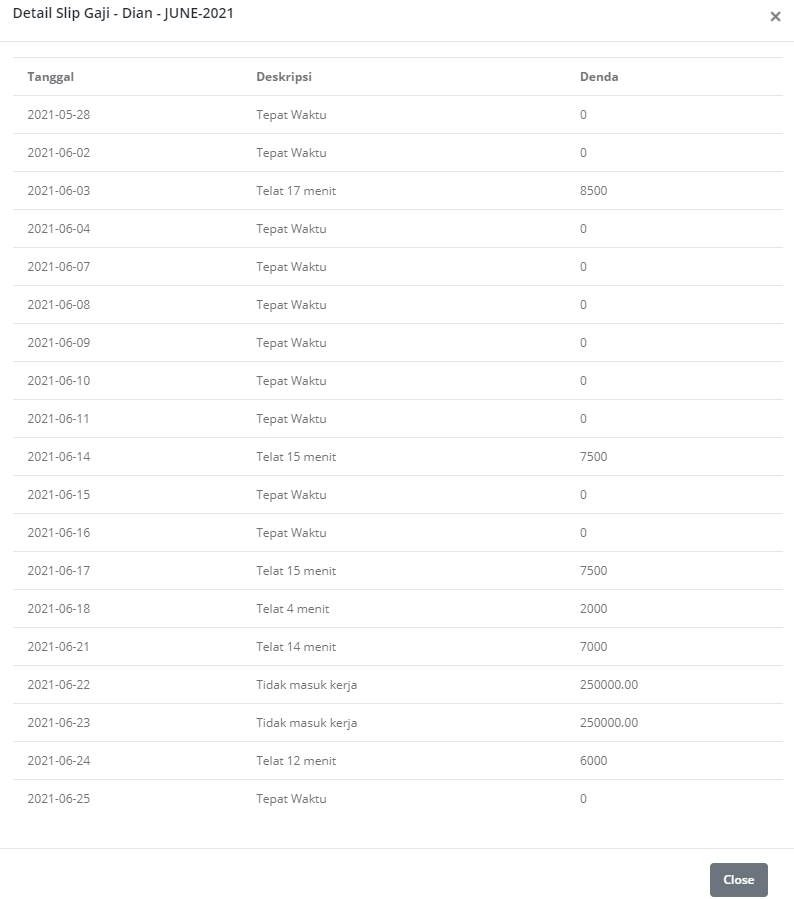 Detail Slip Gaji - Dian - JUNE-2021 ×
Tanggal Deskripsi Denda
2021-05-28 Tepat Waktu 0
2021-06-02 Tepat Waktu 0
2021-06-03 Telat 17 menit 8500
2021-06-04 Tepat Waktu 0
2021-06-07 Tepat Waktu 0
2021-06-08 Tepat Waktu 0
2021-06-09 Tepat Waktu 0
2021-06-10 Tepat Waktu 0
2021-06-11 Tepat Waktu 0
2021-06-14 Telat 15 menit 7500
2021-06-15 Tepat Waktu 0
2021-06-16 Tepat Waktu 0
2021-06-17 Telat 15 menit 7500
2021-06-18 Telat 4 menit 2000
2021-06-21 Telat 14 menit 7000
2021-06-22 Tidak masuk kerja 250000.00
2021-06-23 Tidak masuk kerja 250000.00
2021-06-24 Telat 12 menit 6000
2021-06-25 Tepat Waktu 0
Close